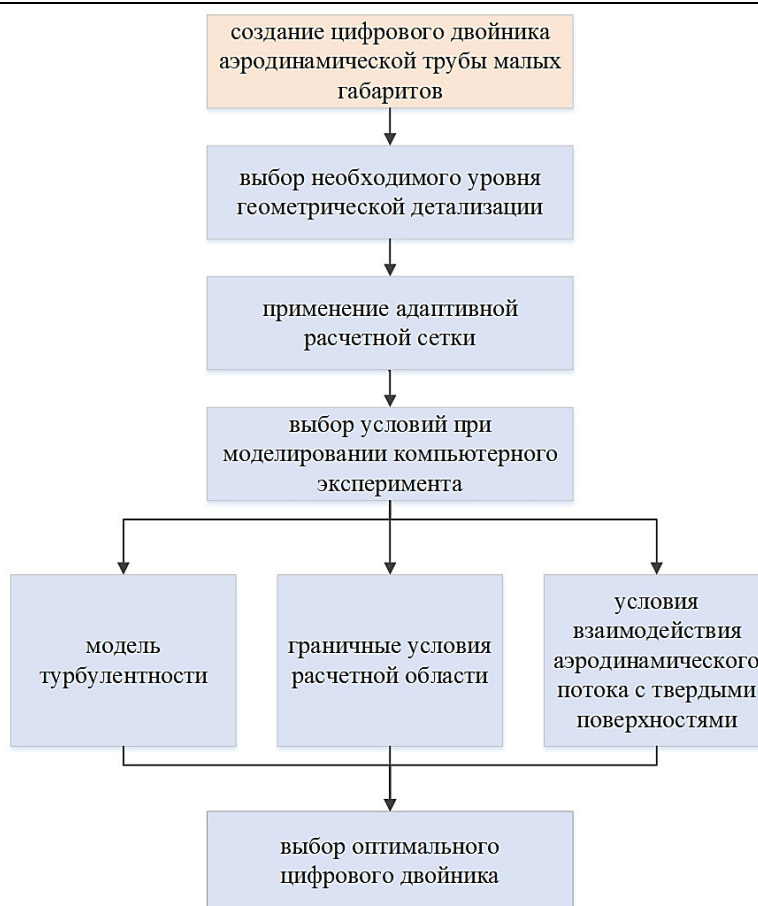 создание цифрового двойника
аэродинамической трубы малых
габаритов
выбор необходимого уровня
геометрической детализации
применение адаптивной
расчетной сетки
выбор условий при
моделировании компьютерного
эксперимента
модель
турбулентности
граничные условия
расчетной области
условия
взаимодействия
аэродинамического
потока с твердыми
поверхностями
выбор оптимального
цифрового двойника